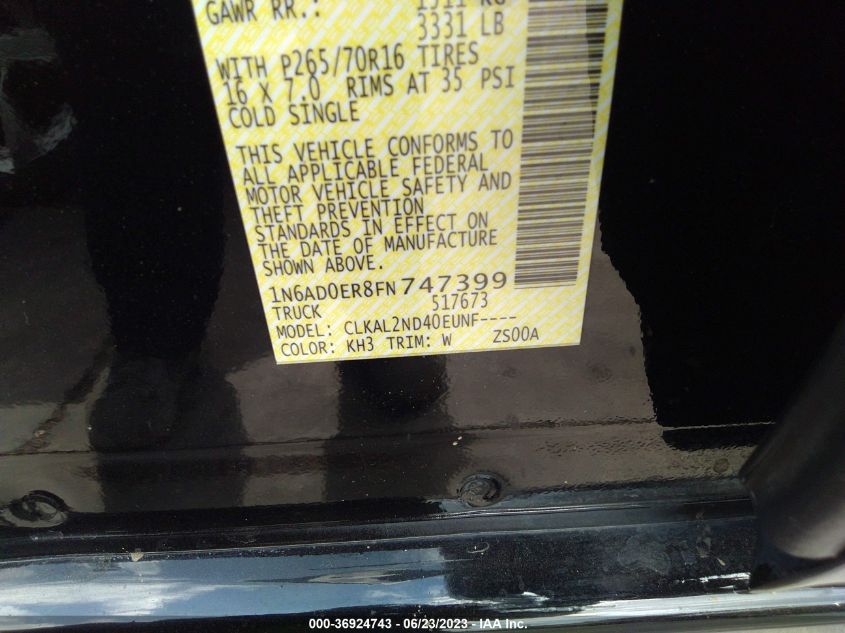 GAWR RR.: 1511 KG
3331 LB
WITH P265/70R16 TIRES
16 X 7.0 RIMS AT 35 PSI
COLD SINGLE
THIS VEHICLE CONFORMS TO
ALL APPLICABLE FEDERAL
MOTOR VEHICLE SAFETY AND
THEFT PREVENTION
STANDARDS IN EFFECT ON
THE DATE OF MANUFACTURE
SHOWN ABOVE.
1N6AD0ER8FN747399
TRUCK 517673
MODEL: CLKAL2ND40EUNF----
COLOR: KH3 TRIM: W ZS00A
000-36924743 - 06/23/2023 - IAA Inc.